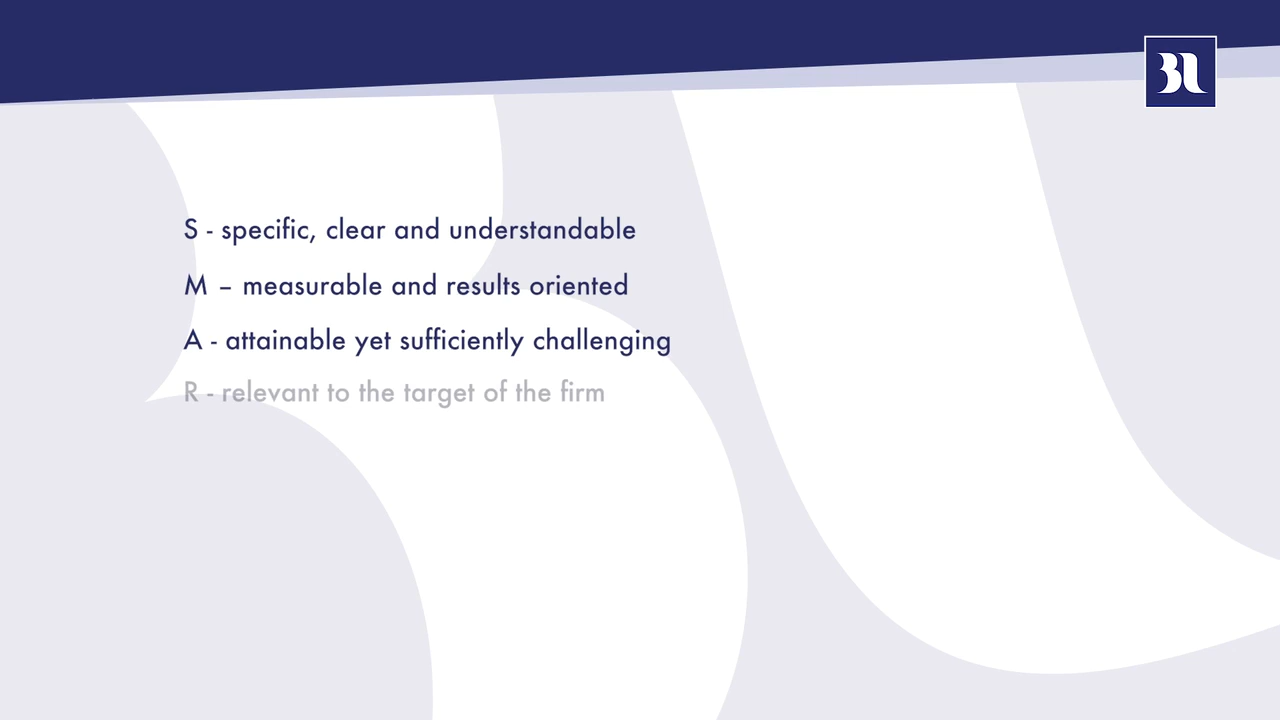 S - specific, clear and understandable
M – measurable and results oriented
A - attainable yet sufficiently challenging
R - relevant to the target of the firm